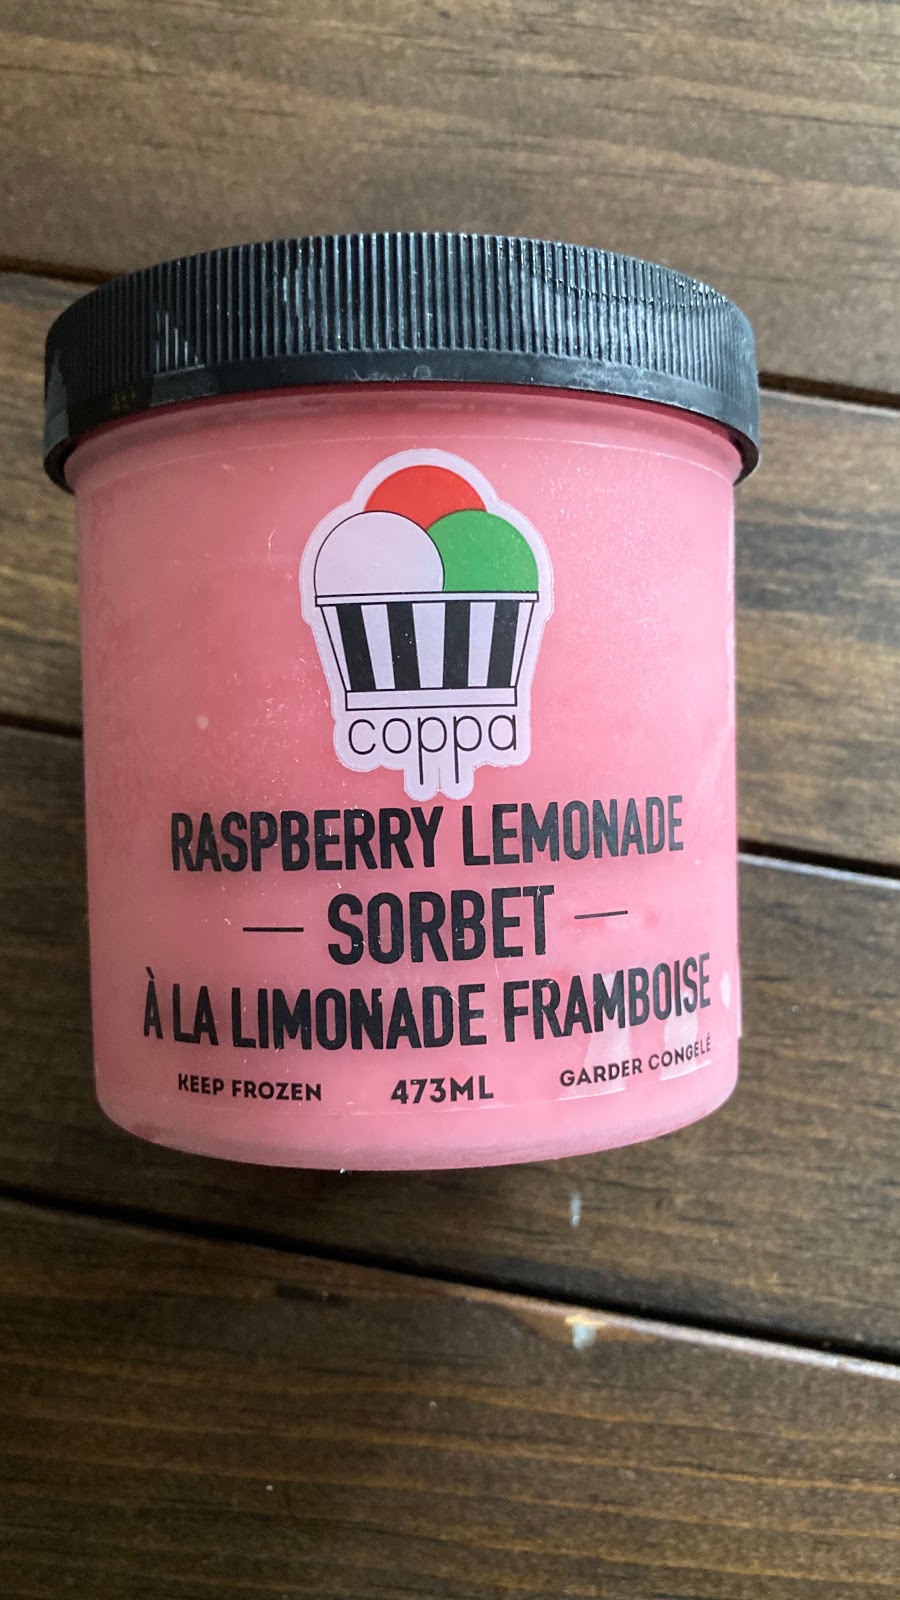 coppa
RASPBERRY LEMONADE
— SORBET —
À LA LIMONADE FRAMBOISE
KEEP FROZEN 473ML GARDER CONGELÉ